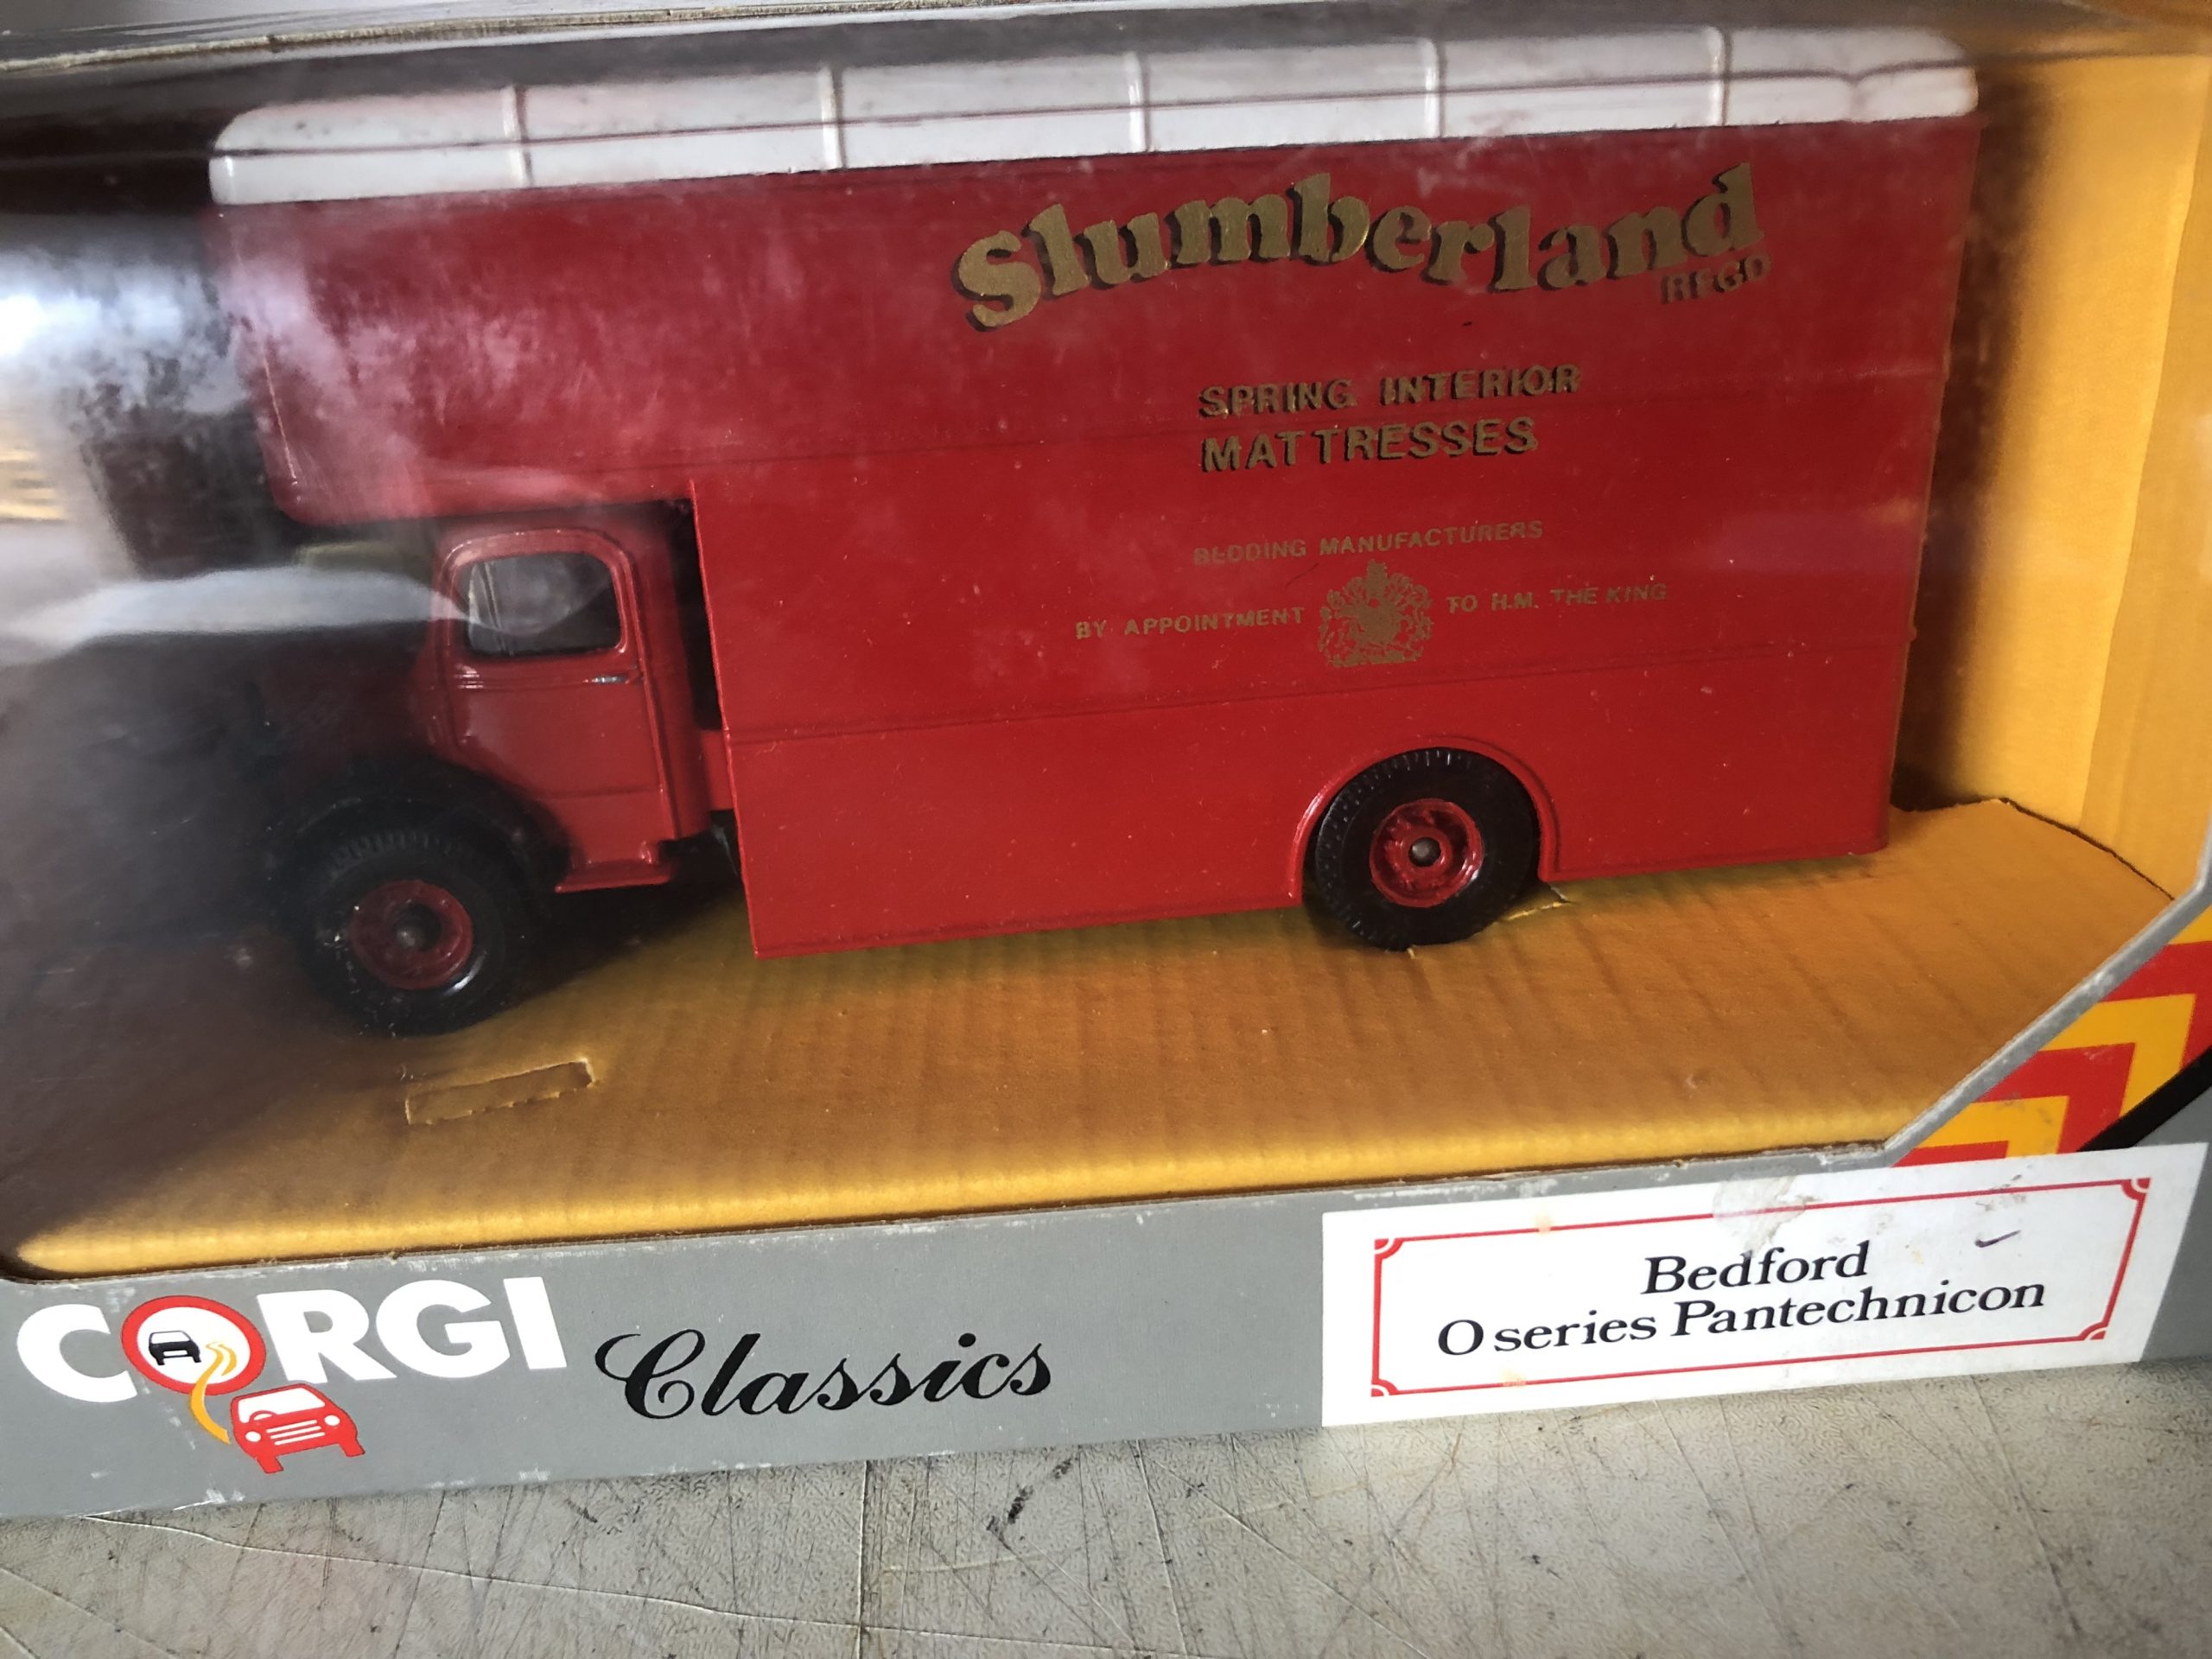 Slumberland
REGD
SPRING INTERIOR
MATTRESSES
BEDDING MANUFACTURERS
BY APPOINTMENT TO H.M. THE KING
CORGI Classics
Bedford
O series Pantechnicon